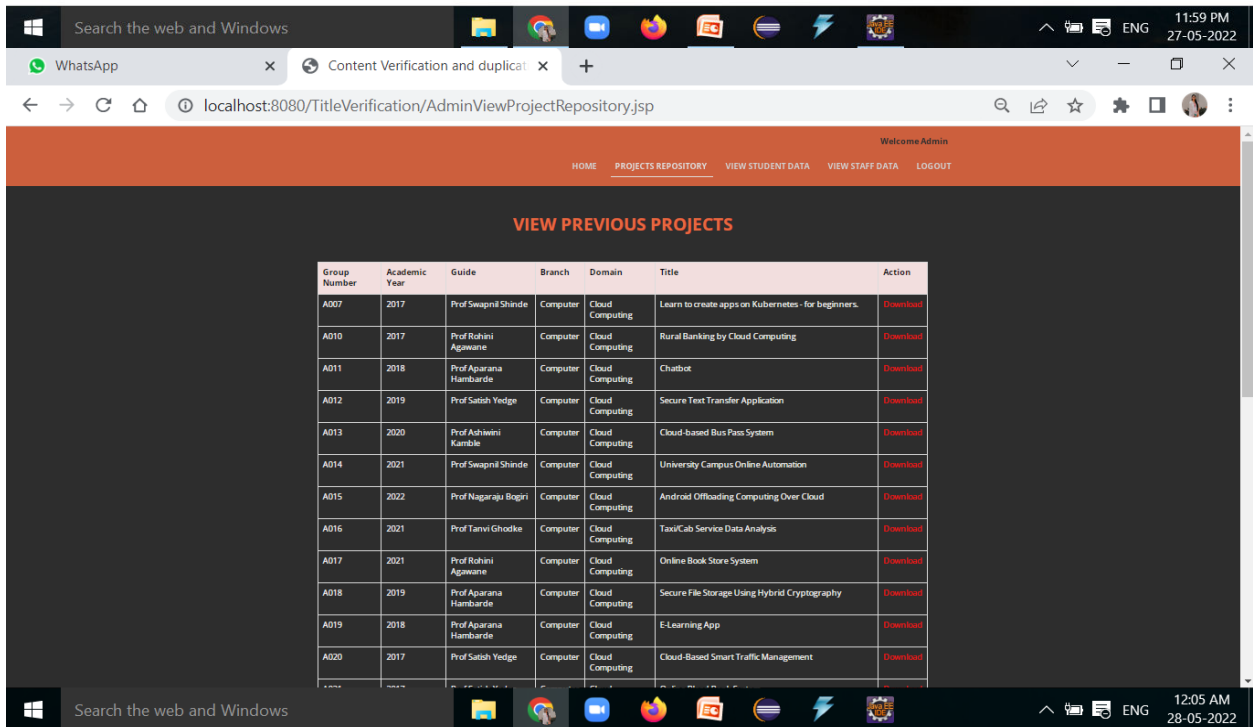 Search the web and Windows
ENG
11:59 PM
27-05-2022
WhatsApp
Content Verification and duplicat
localhost:8080/TitleVerification/AdminViewProjectRepository.jsp
Welcome Admin
HOME PROJECTS REPOSITORY VIEW STUDENT DATA VIEW STAFF DATA LOGOUT
VIEW PREVIOUS PROJECTS
Group Number Academic Year Guide Branch Domain Title Action
A007 2017 Prof Swapnil Shinde Computer Cloud Computing Learn to create apps on Kubernetes - for beginners. Download
A010 2017 Prof Rohini Agawane Computer Cloud Computing Rural Banking by Cloud Computing Download
A011 2018 Prof Aparana Hambarde Computer Cloud Computing Chatbot Download
A012 2019 Prof Satish Yedge Computer Cloud Computing Secure Text Transfer Application Download
A013 2020 Prof Ashiwini Kamble Computer Cloud Computing Cloud-based Bus Pass System Download
A014 2021 Prof Swapnil Shinde Computer Cloud Computing University Campus Online Automation Download
A015 2022 Prof Nagaraju Bogiri Computer Cloud Computing Android Offloading Computing Over Cloud Download
A016 2021 Prof Tanvi Ghodke Computer Cloud Computing Taxi/Cab Service Data Analysis Download
A017 2021 Prof Rohini Agawane Computer Cloud Computing Online Book Store System Download
A018 2019 Prof Aparana Hambarde Computer Cloud Computing Secure File Storage Using Hybrid Cryptography Download
A019 2018 Prof Aparana Hambarde Computer Cloud Computing E-Learning App Download
A020 2017 Prof Satish Yedge Computer Cloud Computing Cloud-Based Smart Traffic Management Download
Search the web and Windows
ENG
12:05 AM
28-05-2022